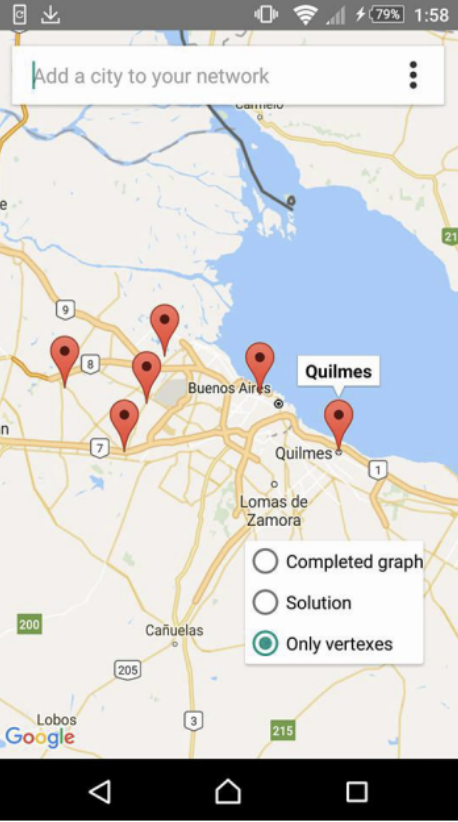 79%
1:58
Add a city to your network
Carmelo
21
9
8
Buenos Aires
Quilmes
7
Quilmes
1
Lomas de
Zamora
Completed graph
Solution
200
Cañuelas
Only vertexes
205
Lobos
3
215
Google